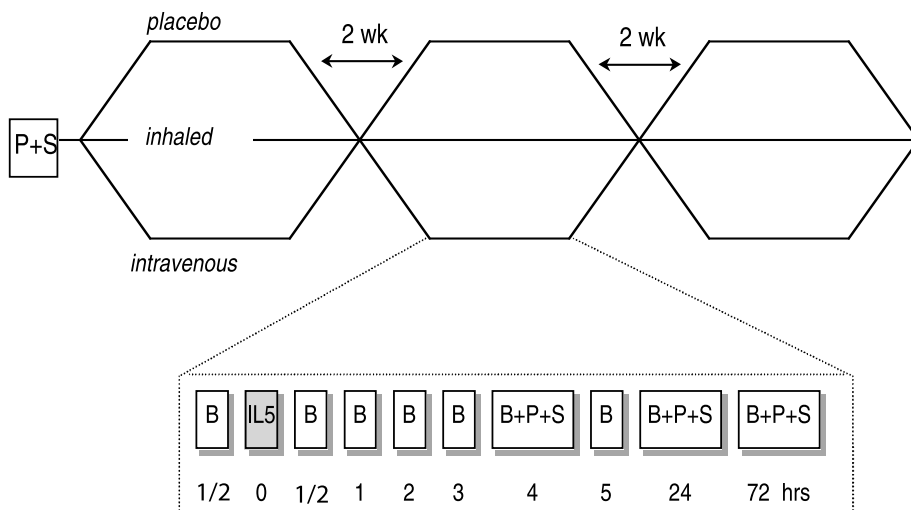 placebo
2 wk
2 wk
P+S
inhaled
intravenous
B IL5 B B B B B+P+S B B+P+S B+P+S
1/2 0 1/2 1 2 3 4 5 24 72 hrs